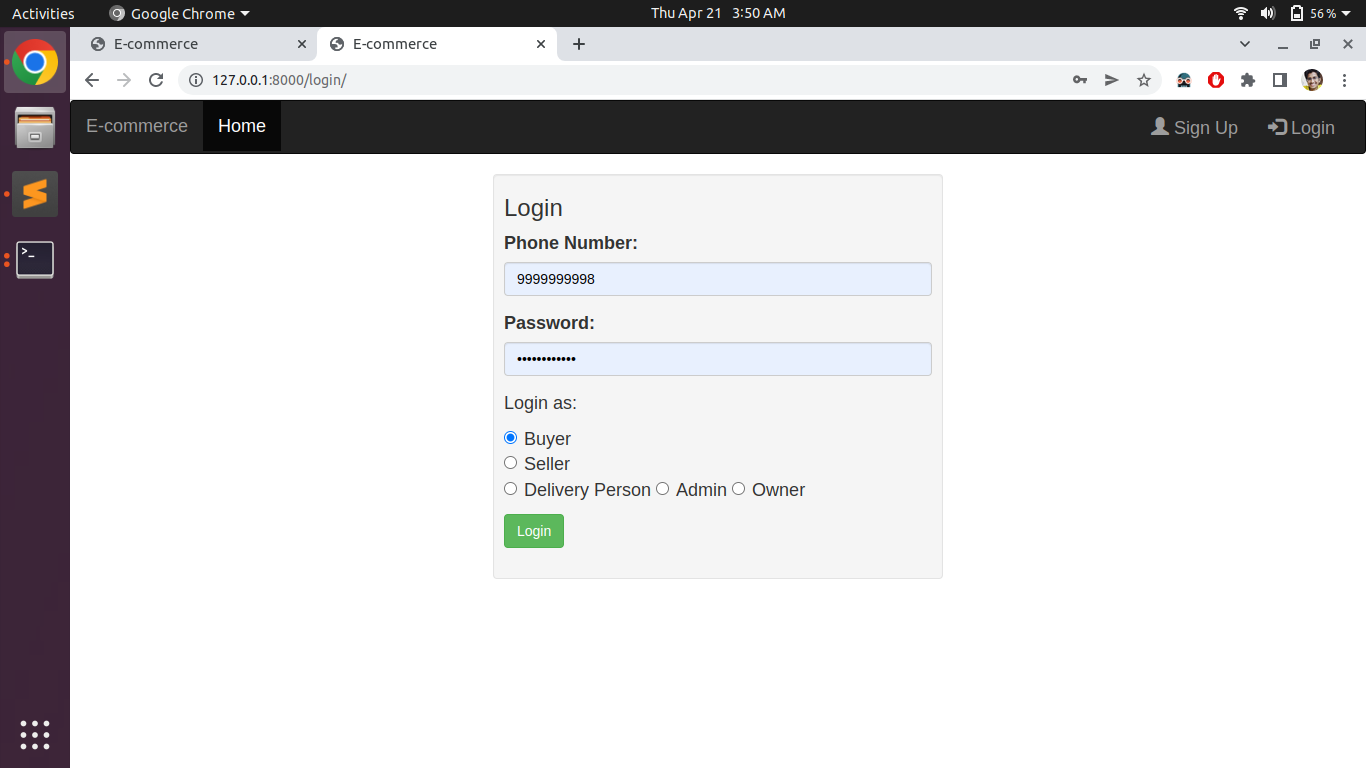 Activities Google Chrome Thu Apr 21 3:50 AM 56 %
E-commerce E-commerce
127.0.0.1:8000/login/
E-commerce Home Sign Up Login
Login
Phone Number:
9999999998
Password:
••••••••••••
Login as:
Buyer
Seller
Delivery Person Admin Owner
Login